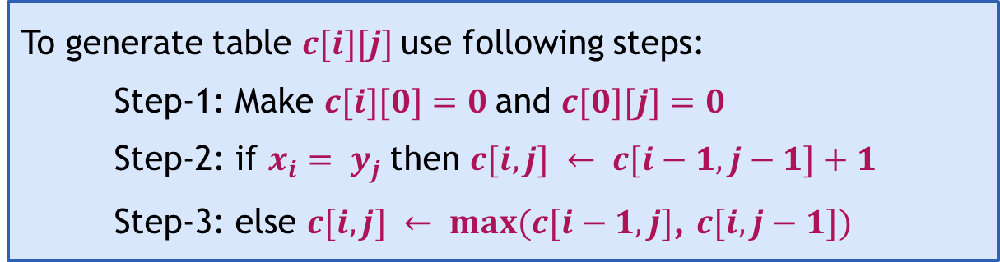 To generate table c[i][j] use following steps:
Step-1: Make c[i][0] = 0 and c[0][j] = 0
Step-2: if xᵢ = yⱼ then c[i,j] ← c[i − 1, j − 1] + 1
Step-3: else c[i,j] ← max(c[i − 1, j], c[i, j − 1])